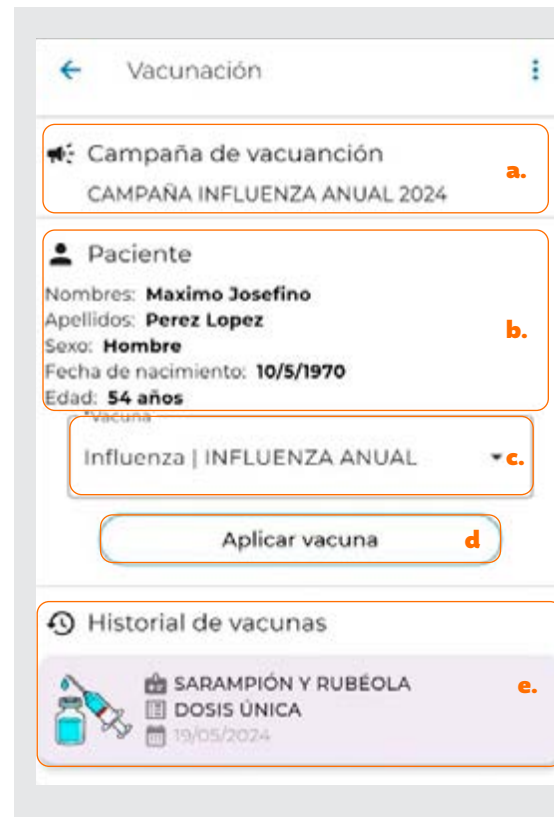 Vacunación
Campaña de vacuanción
a.
CAMPAÑA INFLUENZA ANUAL 2024
Paciente
Nombres: Maximo Josefino
Apellidos: Perez Lopez
b.
Sexo: Hombre
Fecha de nacimiento: 10/5/1970
Edad: 54 años
*Vacuna
Influenza | INFLUENZA ANUAL
c.
Aplicar vacuna
d
Historial de vacunas
SARAMPIÓN Y RUBÉOLA
e.
DOSIS ÚNICA
19/05/2024